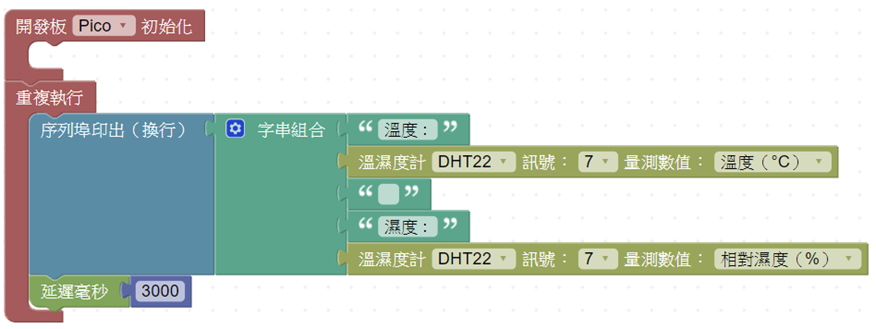 開發板 Pico 初始化
重複執行
序列埠印出（換行） 字串組合 “ 溫度： ”
溫濕度計 DHT22 訊號： 7 量測數值： 溫度（°C）
“ ”
“ 濕度： ”
溫濕度計 DHT22 訊號： 7 量測數值： 相對濕度（%）
延遲毫秒 3000